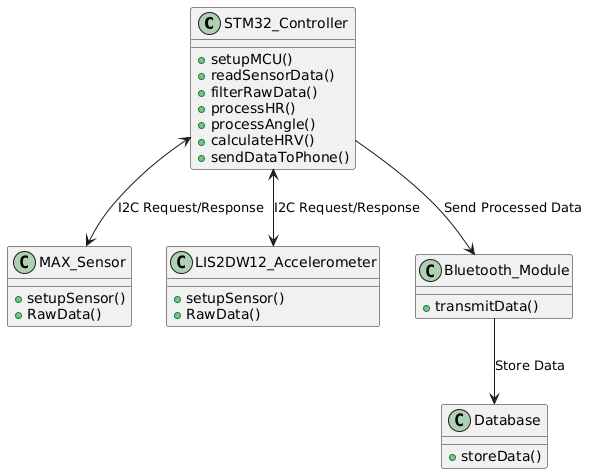 C STM32_Controller
setupMCU()
readSensorData()
filterRawData()
processHR()
processAngle()
calculateHRV()
sendDataToPhone()
I2C Request/Response
I2C Request/Response
Send Processed Data
C MAX_Sensor
setupSensor()
RawData()
C LIS2DW12_Accelerometer
setupSensor()
RawData()
C Bluetooth_Module
transmitData()
Store Data
C Database
storeData()